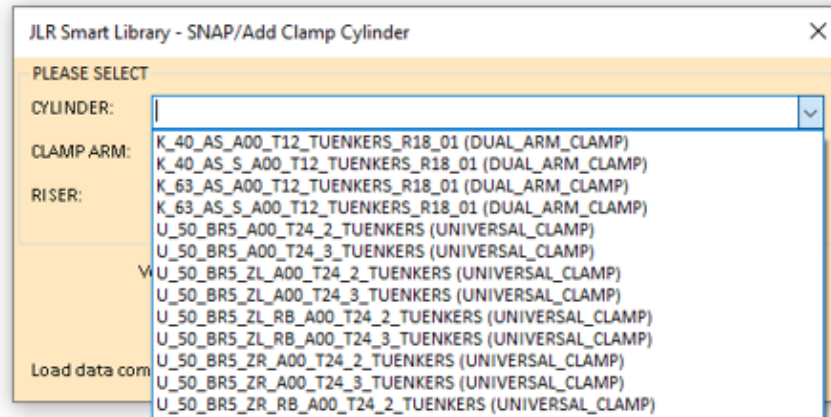 JLR Smart Library - SNAP/Add Clamp Cylinder
PLEASE SELECT
CYLINDER:
K_40_AS_A00_T12_TUENKERS_R18_01 (DUAL_ARM_CLAMP)
CLAMP ARM:
K_40_AS_S_A00_T12_TUENKERS_R18_01 (DUAL_ARM_CLAMP)
K_63_AS_A00_T12_TUENKERS_R18_01 (DUAL_ARM_CLAMP)
RISER:
K_63_AS_S_A00_T12_TUENKERS_R18_01 (DUAL_ARM_CLAMP)
U_50_BR5_A00_T24_2_TUENKERS (UNIVERSAL_CLAMP)
U_50_BR5_A00_T24_3_TUENKERS (UNIVERSAL_CLAMP)
U_50_BR5_ZL_A00_T24_2_TUENKERS (UNIVERSAL_CLAMP)
U_50_BR5_ZL_A00_T24_3_TUENKERS (UNIVERSAL_CLAMP)
U_50_BR5_ZL_RB_A00_T24_2_TUENKERS (UNIVERSAL_CLAMP)
U_50_BR5_ZL_RB_A00_T24_3_TUENKERS (UNIVERSAL_CLAMP)
U_50_BR5_ZR_A00_T24_2_TUENKERS (UNIVERSAL_CLAMP)
Load data com
U_50_BR5_ZR_A00_T24_3_TUENKERS (UNIVERSAL_CLAMP)
U_50_BR5_ZR_RB_A00_T24_2_TUENKERS (UNIVERSAL_CLAMP)